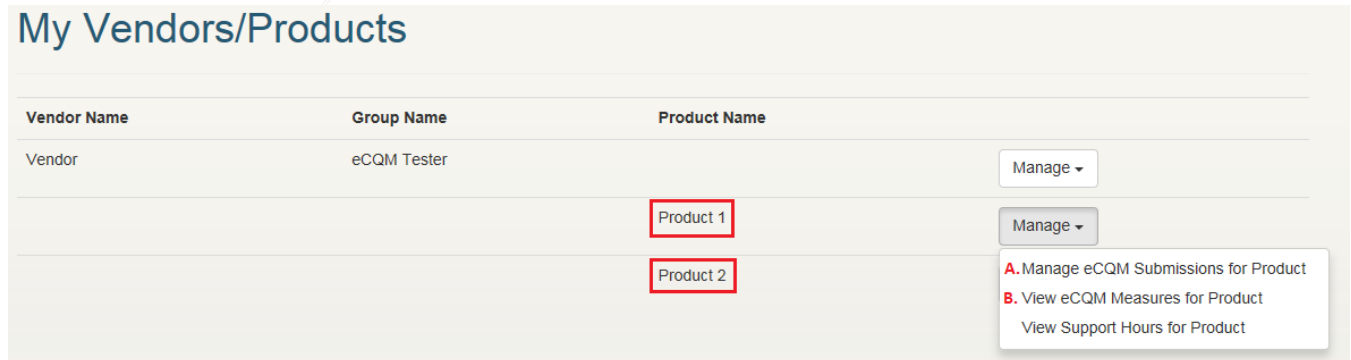 My Vendors/Products
Vendor Name Group Name Product Name
Vendor eCQM Tester Manage
Product 1 Manage
Product 2
A. Manage eCQM Submissions for Product
B. View eCQM Measures for Product
View Support Hours for Product